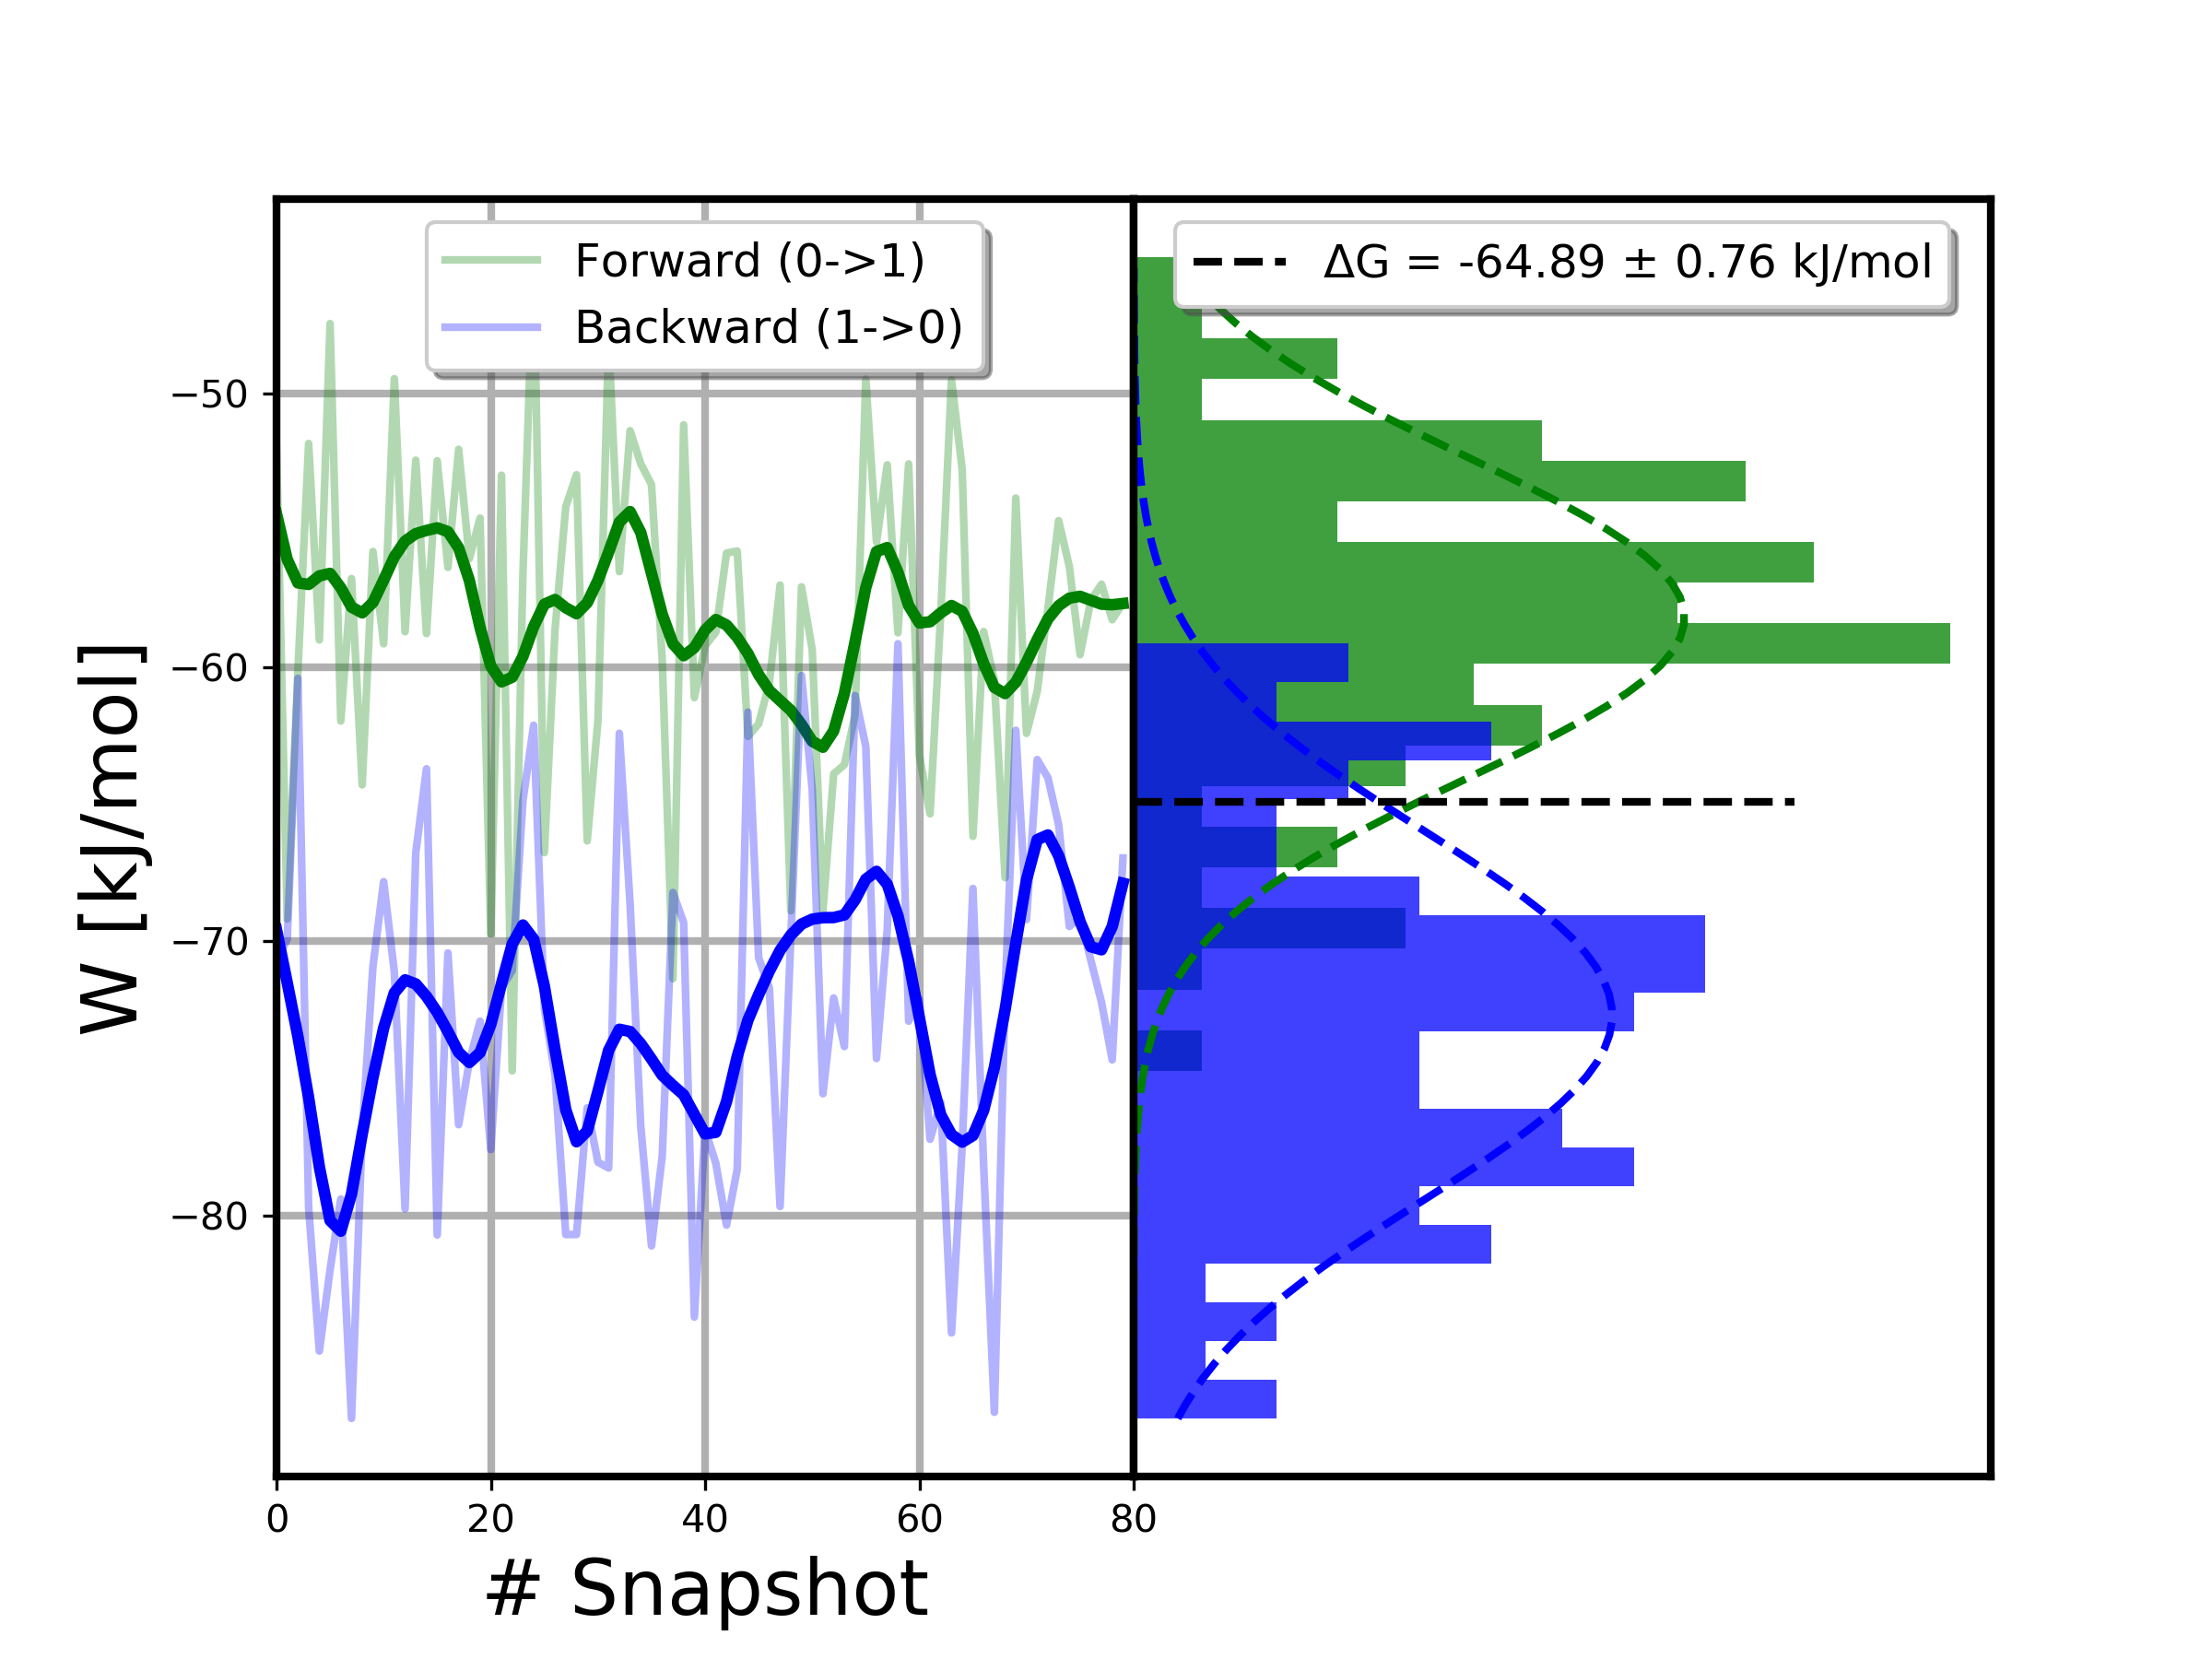 Forward (0->1)
Backward (1->0)
ΔG = -64.89 ± 0.76 kJ/mol
−50
−60
−70
−80
W [kJ/mol]
0 20 40 60 80
# Snapshot